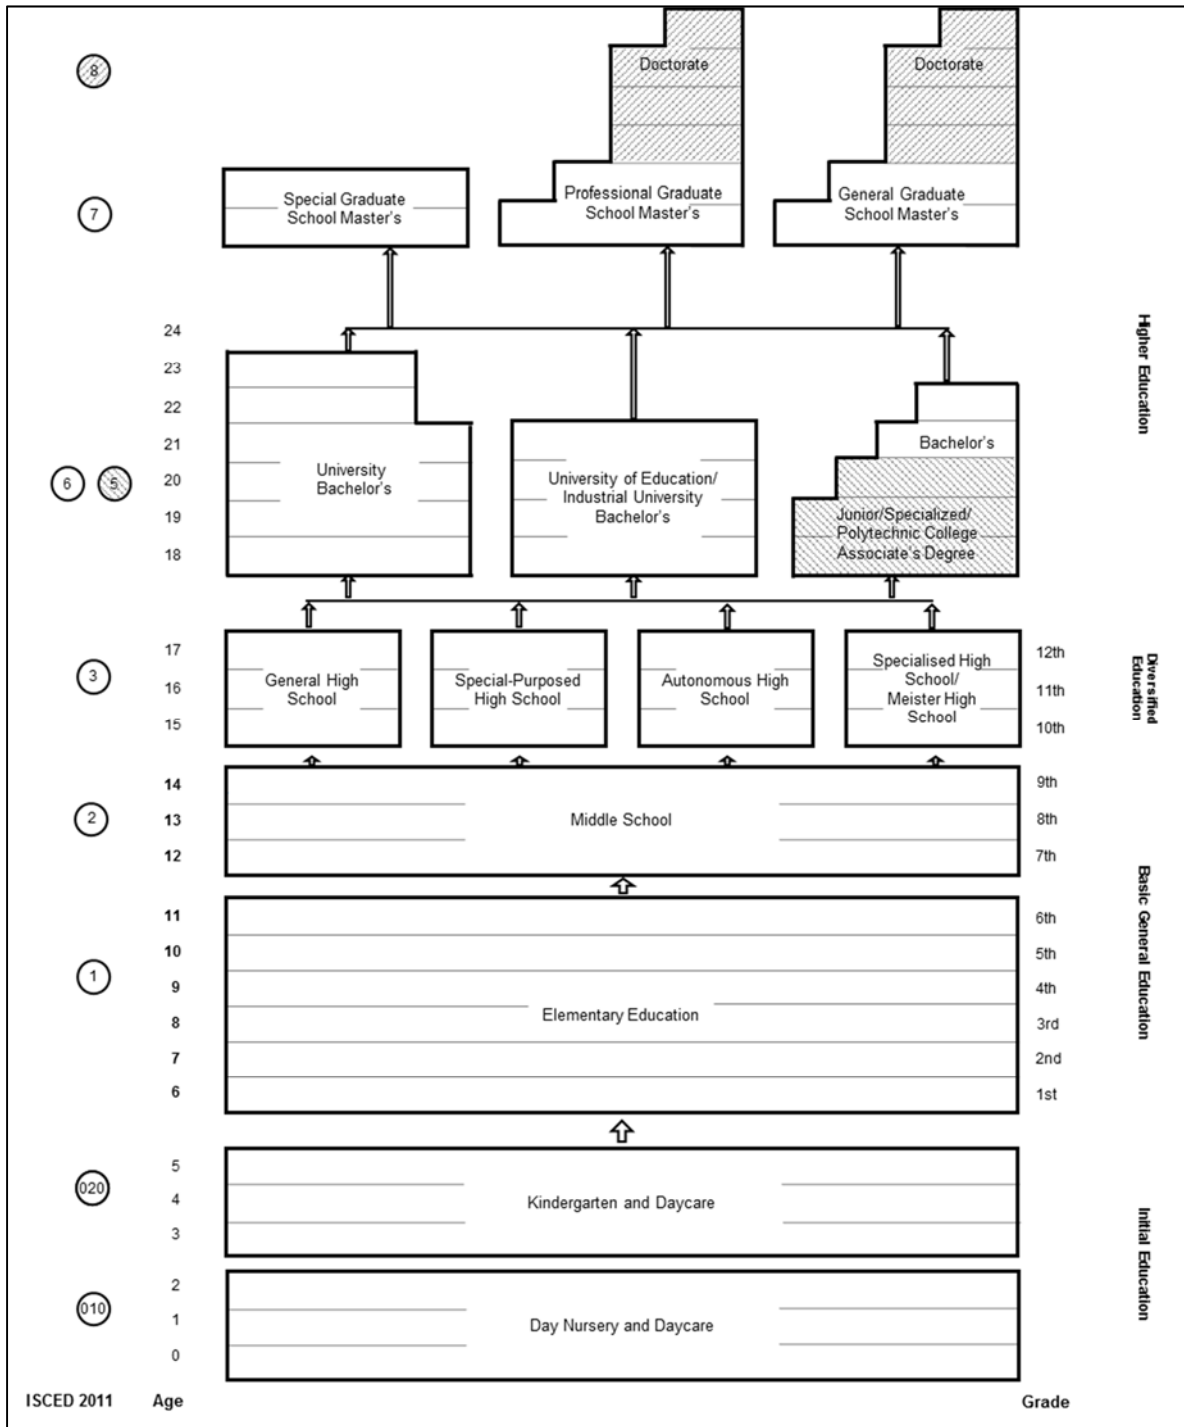 8
Doctorate
Doctorate
7
Special Graduate
School Master's
Professional Graduate
School Master's
General Graduate
School Master's
24
23
22
21
20
19
18
6
5
University
Bachelor's
University of Education/
Industrial University
Bachelor's
Bachelor's
Junior/Specialized/
Polytechnic College
Associate's Degree
Higher Education
3
17
16
15
General High
School
Special-Purposed
High School
Autonomous High
School
Specialised High
School/
Meister High
School
12th
11th
10th
Diversified
Education
2
14
13
12
Middle School
9th
8th
7th
1
11
10
9
8
7
6
Elementary Education
6th
5th
4th
3rd
2nd
1st
Basic General Education
020
5
4
3
Kindergarten and Daycare
010
2
1
0
Day Nursery and Daycare
Initial Education
ISCED 2011
Age
Grade